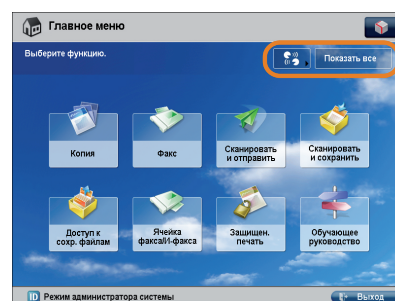 Главное меню
Выберите функцию.
Показать все
Копия
Факс
Сканировать
и отправить
Сканировать
и сохранить
Доступ к
сохр. файлам
Ячейка
факса/И-факса
Защищен.
печать
Обучающее
руководство
ID Режим администратора системы
Выход